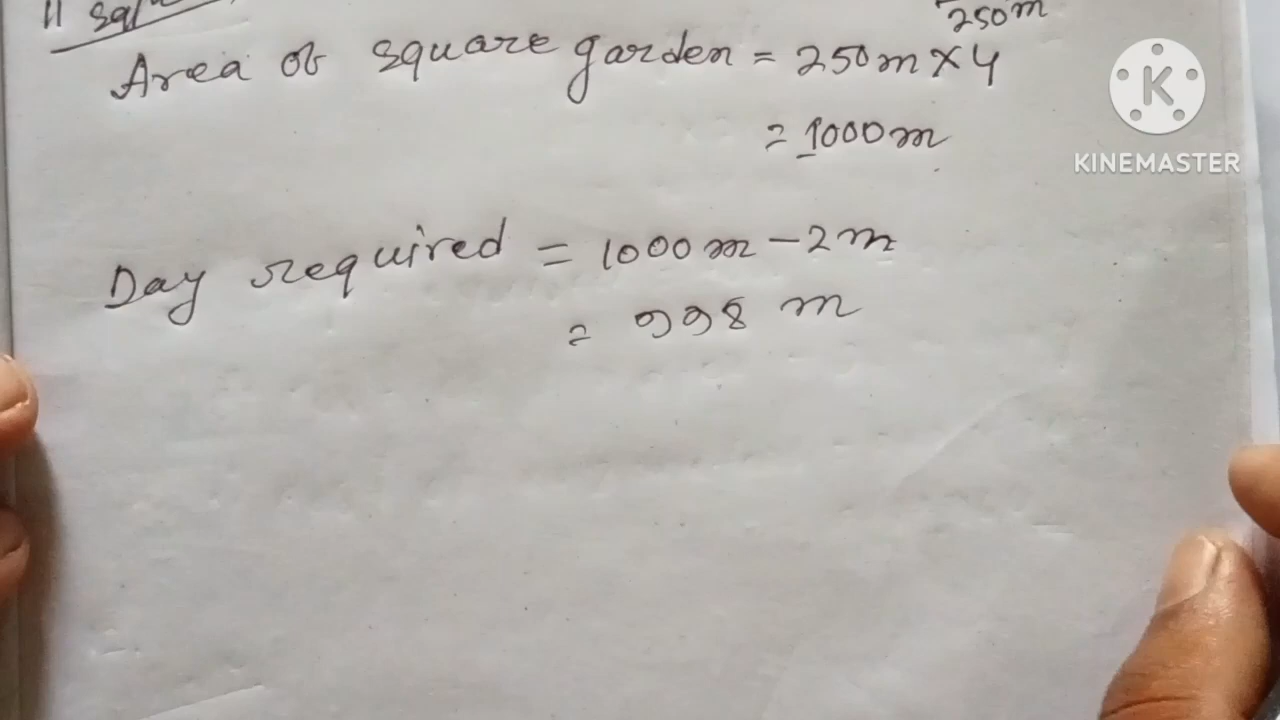 250m
Area of square garden = 250m × 4
= 1000m
Day required = 1000m - 2m
= 998 m
K
KINEMASTER